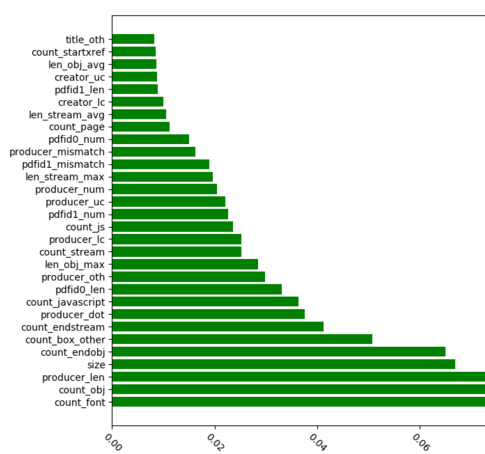 title_oth
count_startxref
len_obj_avg
creator_uc
pdfid1_len
creator_lc
len_stream_avg
count_page
pdfid0_num
producer_mismatch
pdfid1_mismatch
len_stream_max
producer_num
producer_uc
pdfid1_num
count_js
producer_lc
count_stream
len_obj_max
producer_oth
pdfid0_len
count_javascript
producer_dot
count_endstream
count_box_other
count_endobj
size
producer_len
count_obj
count_font
0.00 0.02 0.04 0.06